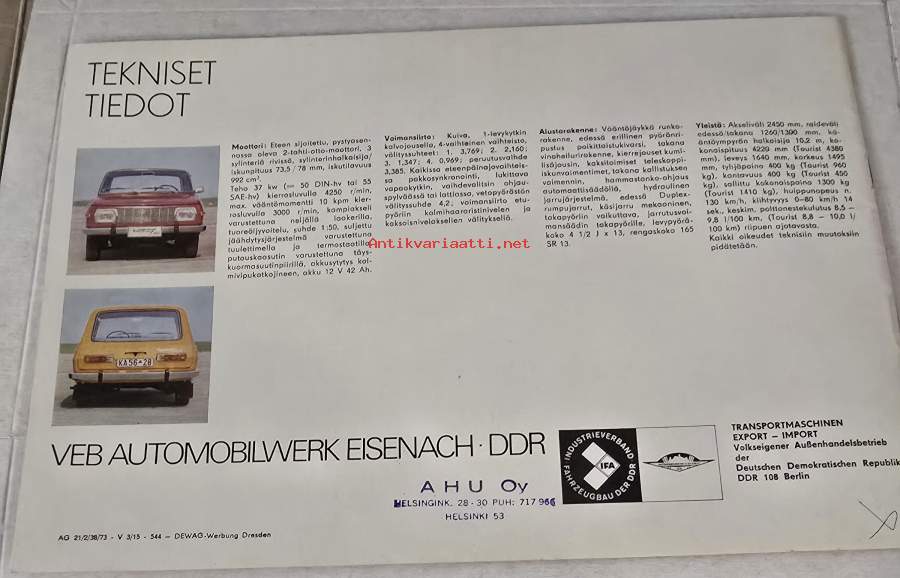 TEKNISET
TIEDOT
Moottori: Eteen sijoitettu, pystyasen-
nossa oleva 2-tahti-otto-moottori, 3
sylinteriä rivissä, sylinterinhalkaisija/
iskunpituus 73,5 / 78 mm, iskutilavuus
992 cm³.
Teho 37 kw (= 50 DIN-hv tai 55
SAE-hv) kierrosluvulla 4250 r/min,
max. vääntömomentti 10 kpm kier-
rosluvulla 3000 r/min, kampiakseli
varustettuna neljällä laakerilla,
tuoreöljyvoitelu, suhde 1:50, suljettu
jäähdytysjärjestelmä varustettuna
tuulettimella ja termostaatilla,
putouskaasutin varustettuna täys-
kuormasuutinpiirillä, akkusytytys kol-
mivipukatkojineen, akku 12 V 42 Ah.
Voimansiirto: Kuiva, 1-levykytkin
kalvojousella, 4-vaihteinen vaihteisto,
välityssuhteet: 1. 3,769; 2. 2,160;
3. 1,347; 4. 0,969; peruutusvaihde
3,385. Kaikissa eteenpäinajovaihteis-
sa pakkosynkronointi, lukittava
vapaakytkin, vaihdevalitsin ohjaus-
pylväässä tai lattiassa, vetopyörästön
välityssuhde 4,2; voimansiirto etu-
pyöriin kolmihaararistinivelen ja
kaksoisnivelakselien välityksellä.
Alustarakenne: Vääntöjäykkä runko-
rakenne, edessä erillinen pyöränri-
pustus poikittaistukivarsi, takana
vinoheilurirakenne, kierrejouset kumi-
lisäjousin, kaksitoimiset teleskooppi-
iskunvaimentimet, takana kallistuksen
vaimennin, hammastanko-ohjaus
automaattisäädöllä, hydraulinen
jarrujärjestelmä, edessä Duplex-
rumpujarrut, käsijarru mekaaninen,
takapyöriin vaikuttava, jarrutusvoi-
mansäädin takapyörille, levypyörä-
koko 4 1/2 J x 13, rengaskoko 165
SR 13.
Yleistä: Akseliväli 2450 mm, raideväli
edessä/takana 1260/1300 mm, kä-
kääntöympyrän halkaisija 10,2 m, ko-
konaispituus 4220 mm (Tourist 4380
mm), leveys 1640 mm, korkeus 1495
mm, tyhjäpaino 400 kg (Tourist 960
kg), kantavuus 400 kg (Tourist 450
kg), sallittu kokonaispaino 1300 kg
(Tourist 1410 kg), huippunopeus n.
130 km/h, kiihtyvyys 0–80 km/h 14
sek., keskim. polttonestekulutus 8,5 –
9,8 l/100 km. (Tourist 8,8 – 10,0 l/
100 km) riippuen ajotavasta.
Kaikki oikeudet teknisiin muutoksiin
pidätetään.
Antikvariaatti.net
KA56-28
VEB AUTOMOBILWERK EISENACH · DDR
INDUSTRIEVERBAND
FAHRZEUGBAU DER DDR
IFA
TRANSPORTMASCHINEN
EXPORT – IMPORT
Volkseigener Außenhandelsbetrieb
der
Deutschen Demokratischen Republik
DDR 108 Berlin
AHU Oy
HELSINGINK. 28 - 30 PUH: 717 966
HELSINKI 53
AG 21/2/38/73 - V 3/15 - 544 – DEWAG-Werbung Dresden